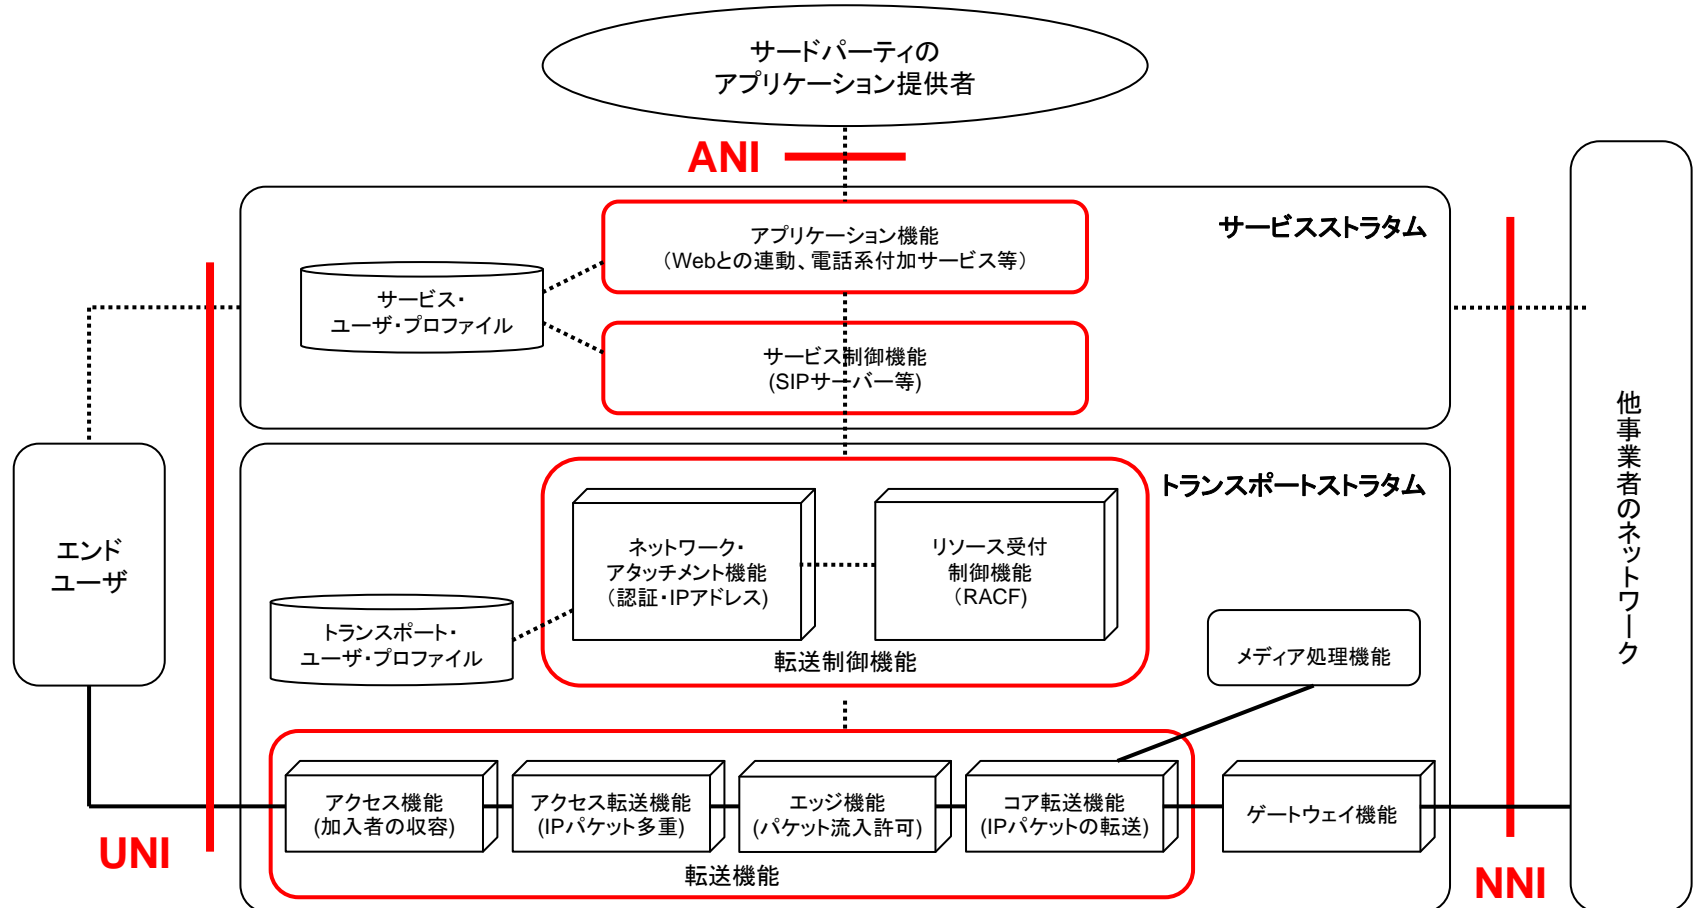 サードパーティの
アプリケーション提供者
ANI
サービスストラタム
アプリケーション機能
（Webとの連動、電話系付加サービス等）
サービス・
ユーザ・プロファイル
サービス制御機能
(SIPサーバー等)
トランスポートストラタム
エンド
ユーザ
ネットワーク・
アタッチメント機能
（認証・IPアドレス)
リソース受付
制御機能
（RACF)
転送制御機能
トランスポート・
ユーザ・プロファイル
メディア処理機能
アクセス機能
(加入者の収容)
アクセス転送機能
(IPパケット多重)
エッジ機能
(パケット流入許可)
コア転送機能
(IPパケットの転送)
ゲートウェイ機能
転送機能
UNI
NNI
他事業者のネットワーク